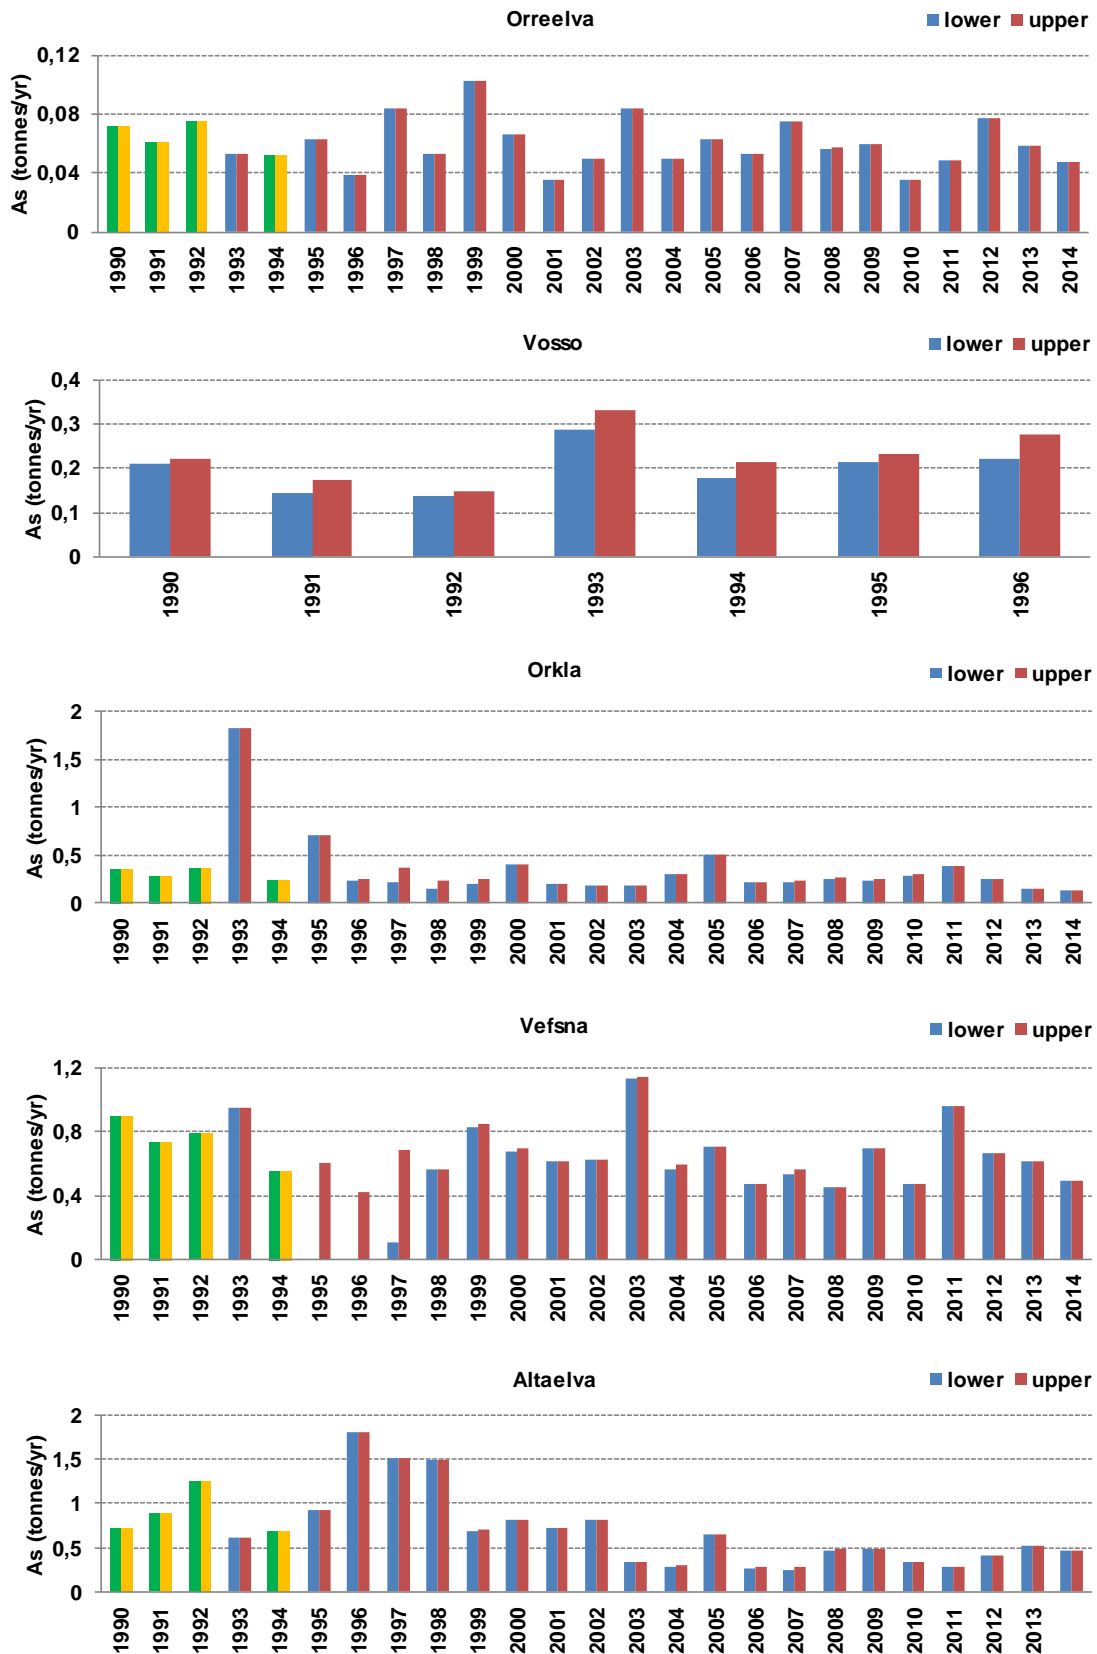 Orreelva
lower upper
As (tonnes/yr)
0,12
0,08
0,04
0
1990 1991 1992 1993 1994 1995 1996 1997 1998 1999 2000 2001 2002 2003 2004 2005 2006 2007 2008 2009 2010 2011 2012 2013 2014
Vosso
lower upper
As (tonnes/yr)
0,4
0,3
0,2
0,1
0
1990 1991 1992 1993 1994 1995 1996
Orkla
lower upper
As (tonnes/yr)
2
1,5
1
0,5
0
1990 1991 1992 1993 1994 1995 1996 1997 1998 1999 2000 2001 2002 2003 2004 2005 2006 2007 2008 2009 2010 2011 2012 2013 2014
Vefsna
lower upper
As (tonnes/yr)
1,2
0,8
0,4
0
1990 1991 1992 1993 1994 1995 1996 1997 1998 1999 2000 2001 2002 2003 2004 2005 2006 2007 2008 2009 2010 2011 2012 2013 2014
Altaelva
lower upper
As (tonnes/yr)
2
1,5
1
0,5
0
1990 1991 1992 1993 1994 1995 1996 1997 1998 1999 2000 2001 2002 2003 2004 2005 2006 2007 2008 2009 2010 2011 2012 2013